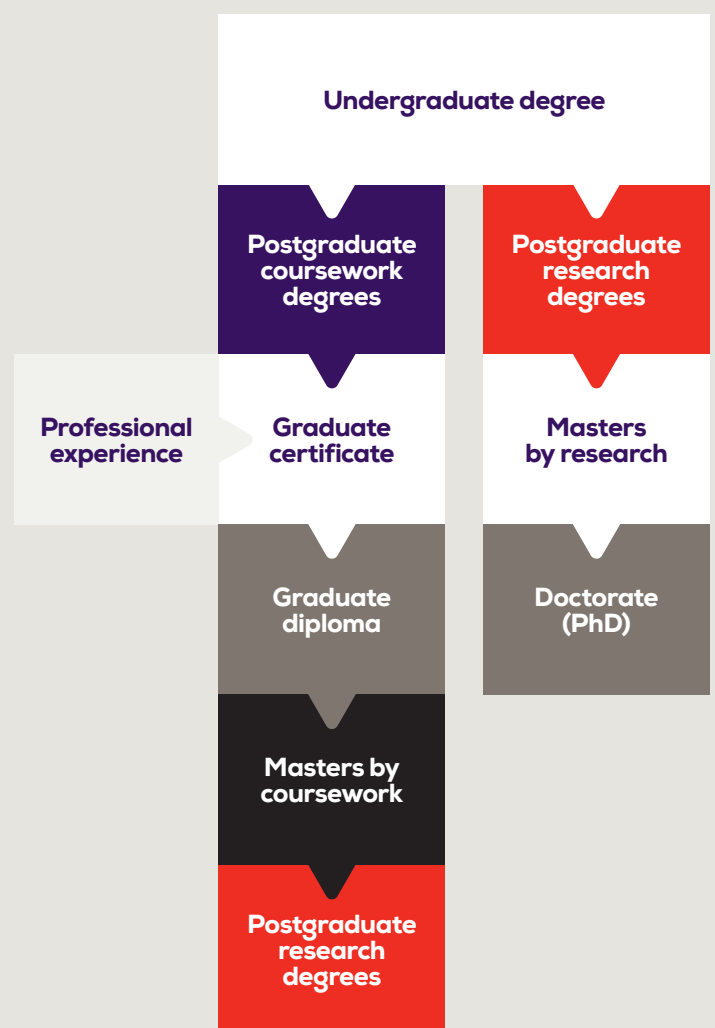 Undergraduate degree
Postgraduate
coursework
degrees
Postgraduate
research
degrees
Professional
experience
Graduate
certificate
Masters
by research
Graduate
diploma
Doctorate
(PhD)
Masters by
coursework
Postgraduate
research
degrees